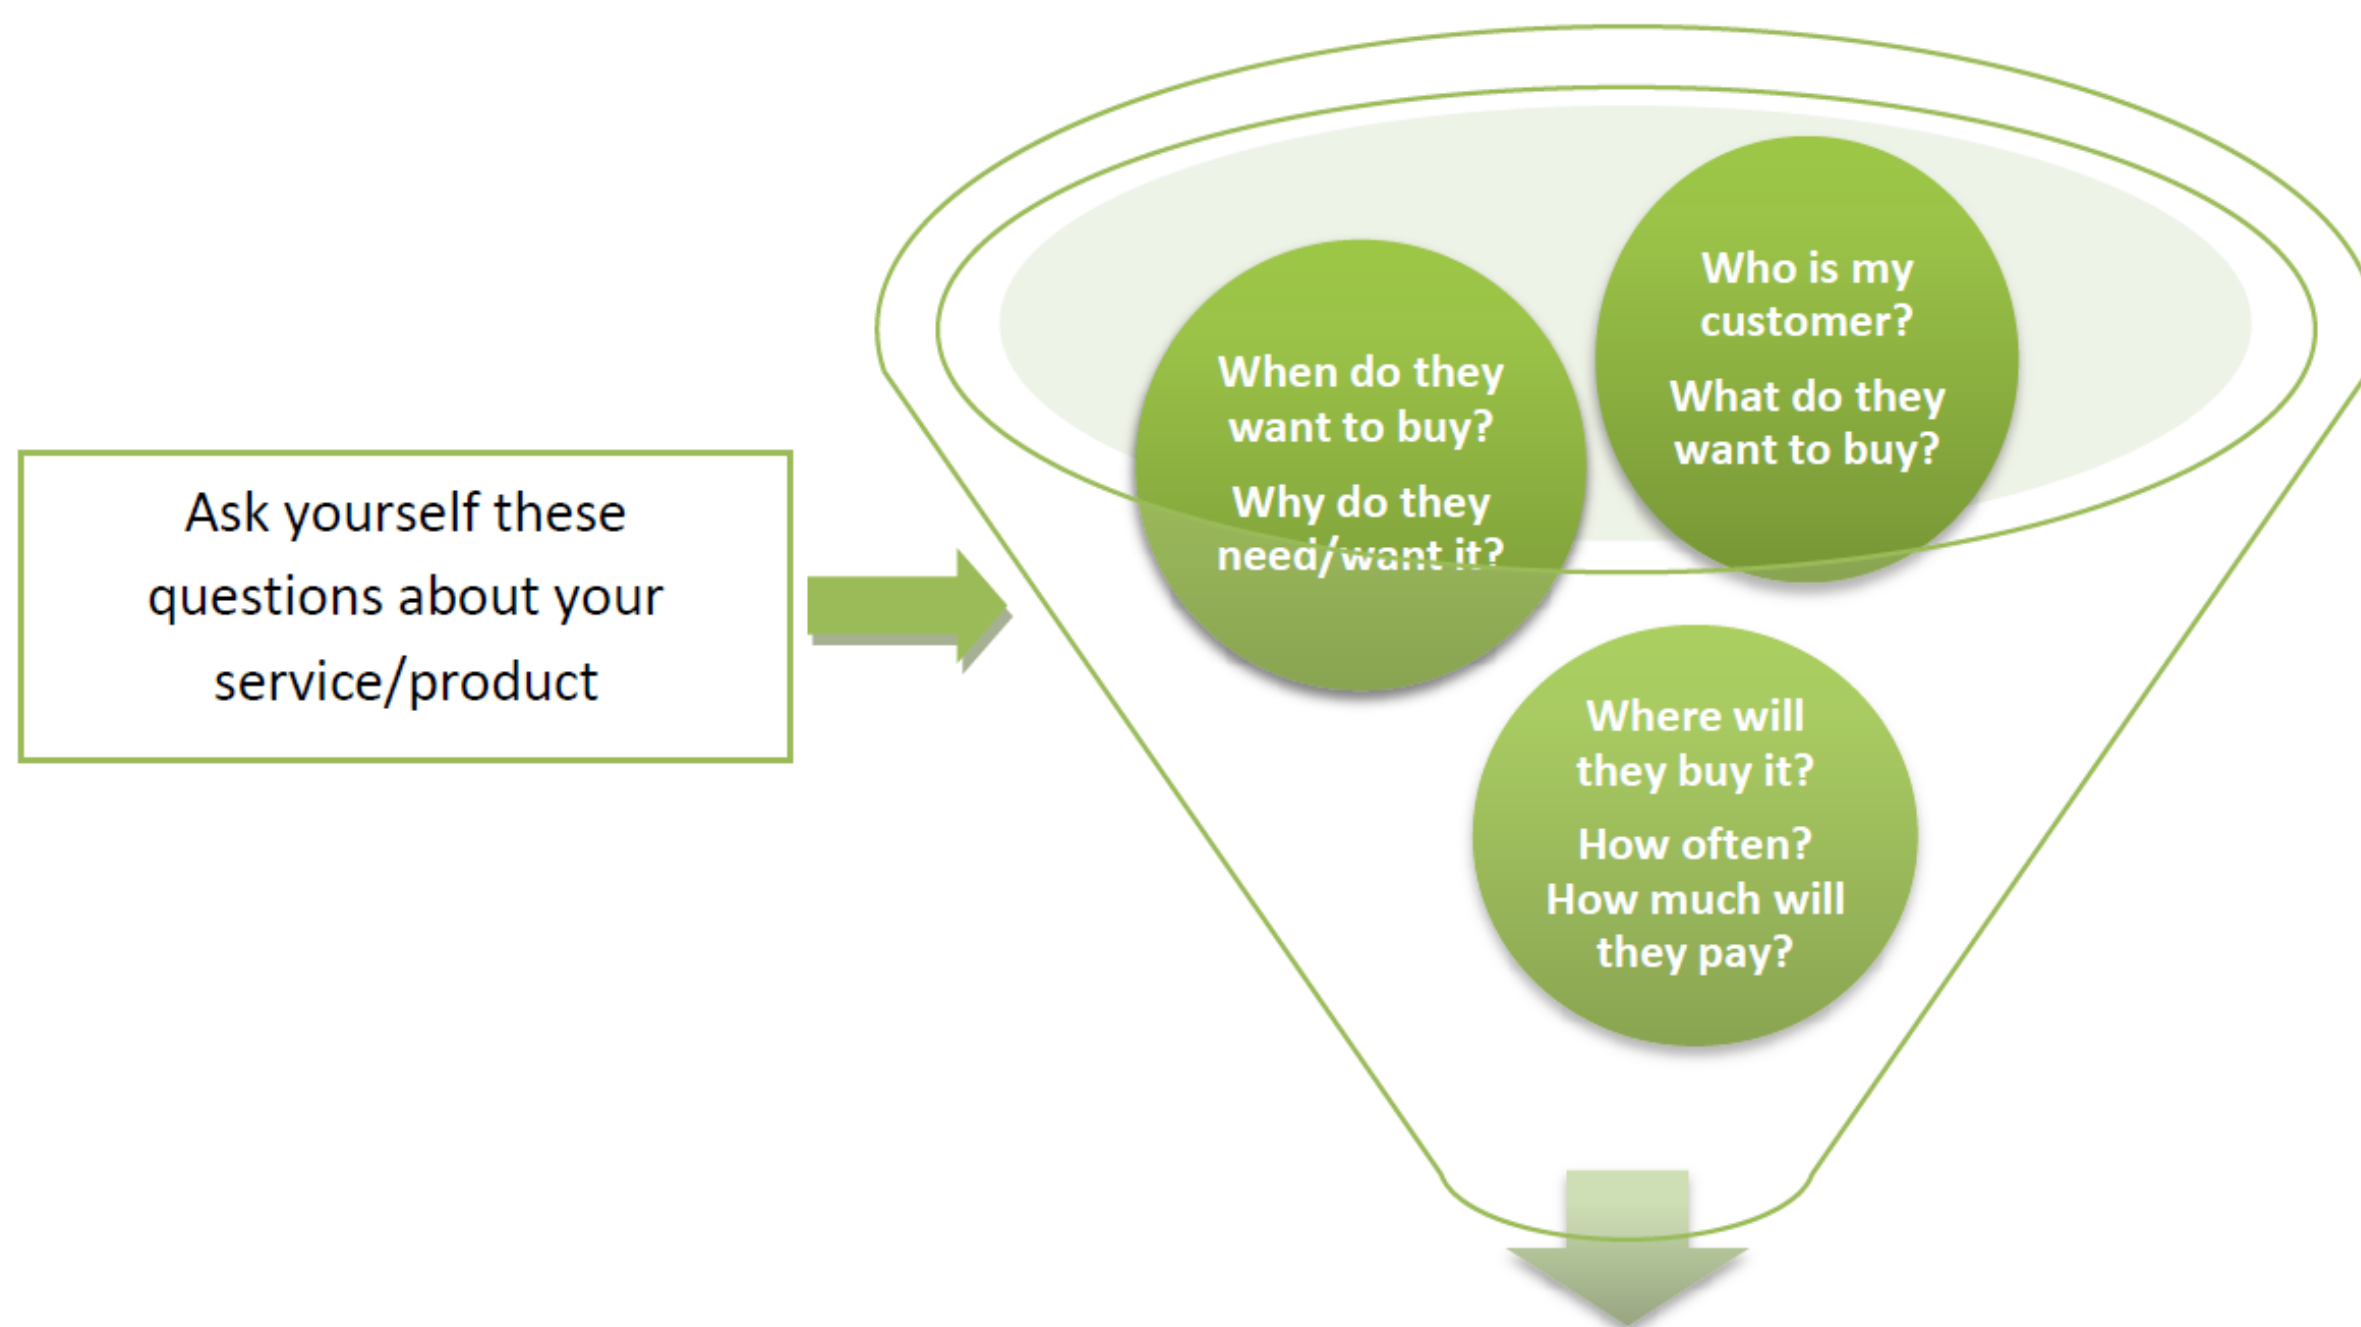 Ask yourself these
questions about your
service/product
When do they
want to buy?
Why do they
need/want it?
Who is my
customer?
What do they
want to buy?
Where will
they buy it?
How often?
How much will
they pay?